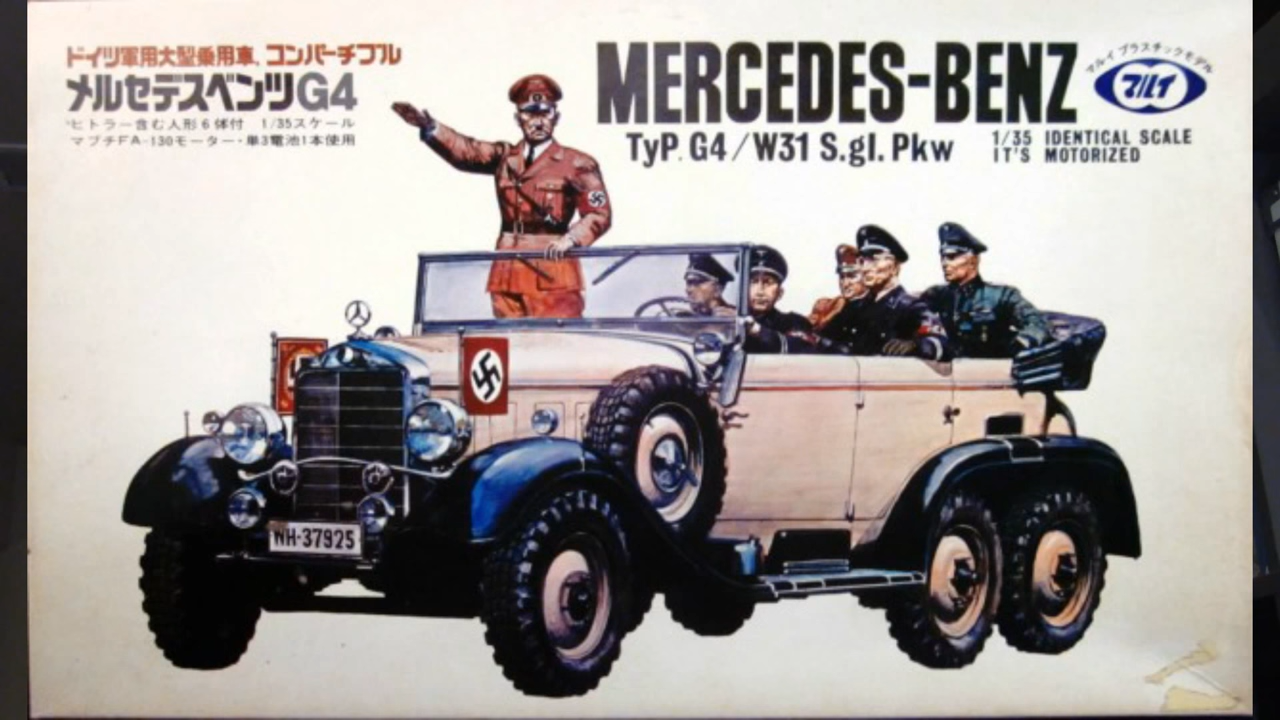 ドイツ軍用大型乗用車、コンバーチブル
メルセデスベンツG4
*ヒトラー含む人形6体付 1/35スケール
マブチFA-130モーター・単3電池1本使用
MERCEDES-BENZ
TyP. G4/W31 S.gl. Pkw
1/35 IDENTICAL SCALE
IT'S MOTORIZED
マルイ プラスチックモデル
マルイ
WH-37925